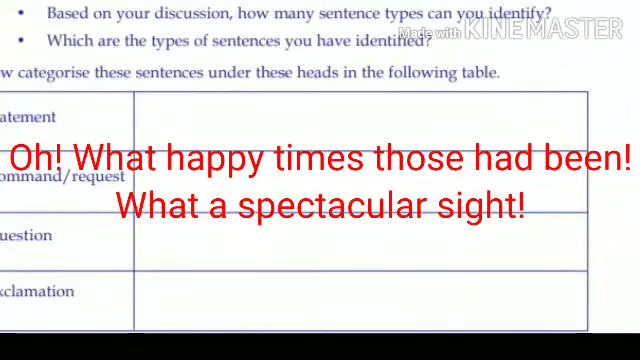 • Based on your discussion, how many sentence types can you identify?
• Which are the types of sentences you have identified?
Made with KINEMASTER
w categorise these sentences under these heads in the following table.
atement
Oh! What happy times those had been!
ommand/request
What a spectacular sight!
uestion
xclamation